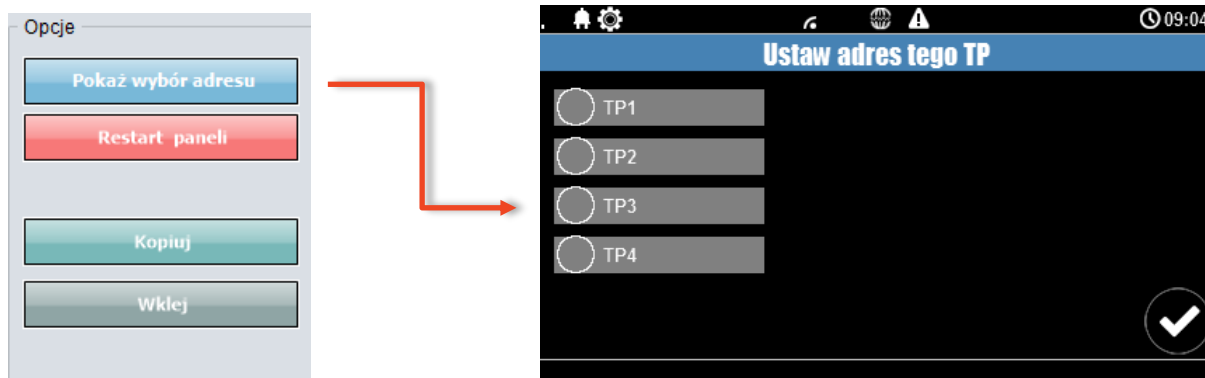 Opcje
Pokaż wybór adresu
Restart paneli
Kopiuj
Wklej
09:04
Ustaw adres tego TP
TP1
TP2
TP3
TP4